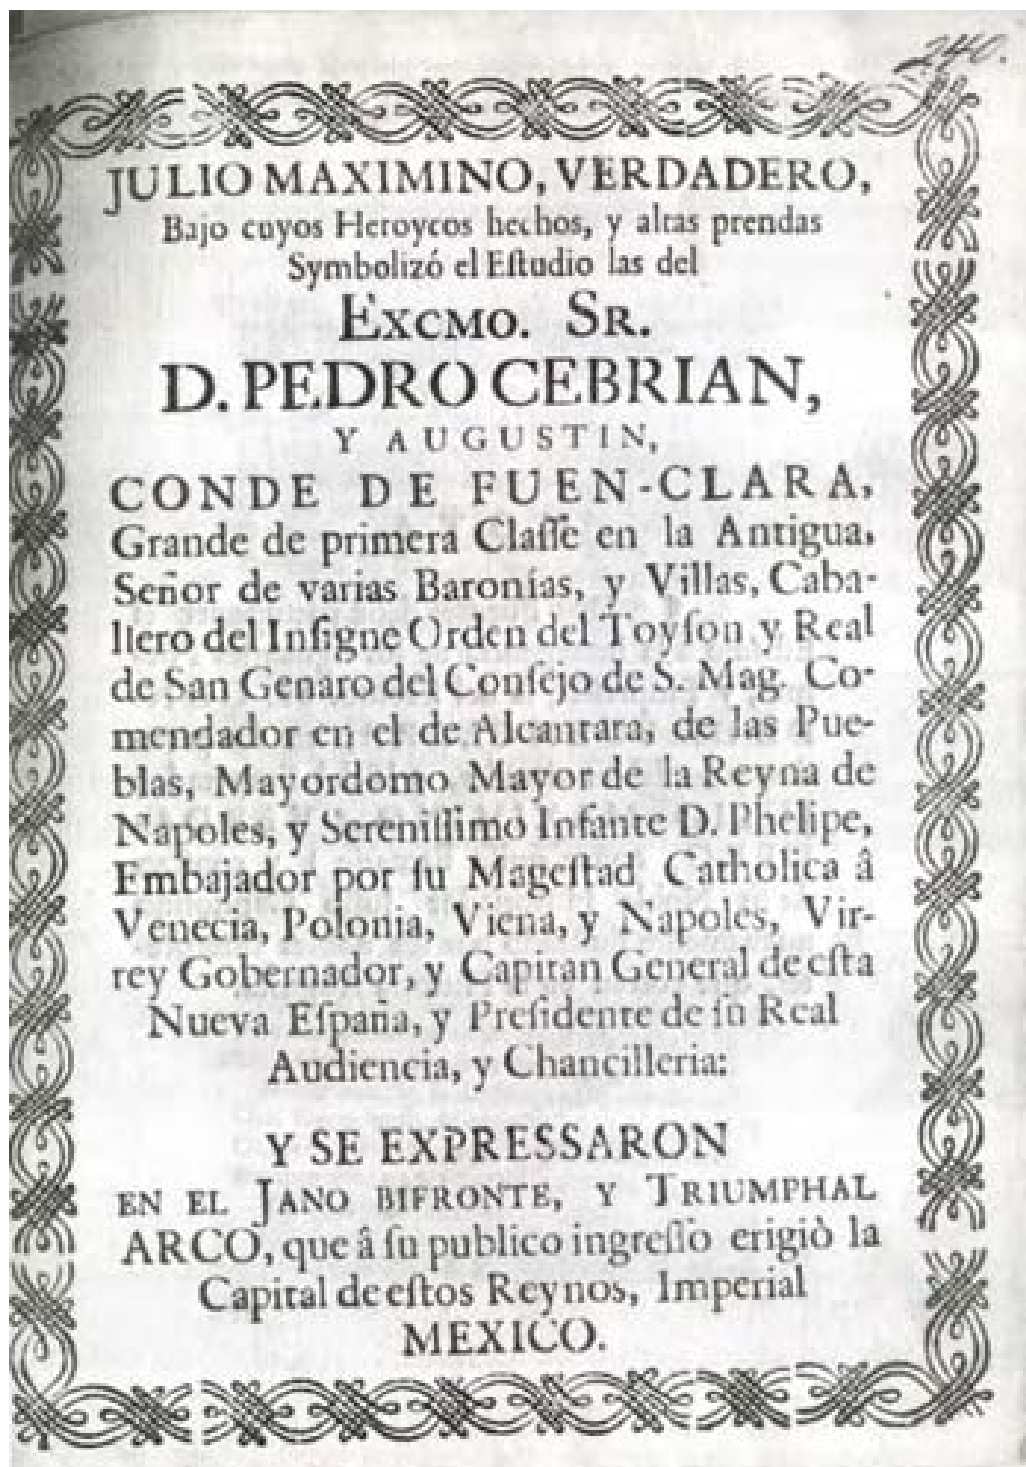 240.
JULIO MAXIMINO, VERDADERO,
Bajo cuyos Heroycos hechos, y altas prendas
Symbolizó el Eſtudio las del
EXCMO. SR.
D. PEDRO CEBRIAN,
Y AUGUSTIN,
CONDE DE FUEN-CLARA,
Grande de primera Claſſe en la Antigua,
Señor de varias Baronías, y Villas, Caba-
llero del Inſigne Orden del Toyſon y Real
de San Genaro del Conſejo de S. Mag. Co-
mendador en el de Alcantara, de las Pue-
blas, Mayordomo Mayor de la Reyna de
Napoles, y Sereniſſimo Infante D. Phelipe,
Embajador por ſu Mageſtad Catholica â
Venecia, Polonia, Viena, y Napoles, Vir-
rey Gobernador, y Capitan General de eſta
Nueva Eſpaña, y Preſidente de ſu Real
Audiencia, y Chancilleria:
Y SE EXPRESSARON
EN EL JANO BIFRONTE, Y TRIUMPHAL
ARCO, que â ſu publico ingreſſo erigiò la
Capital de eſtos Reynos, Imperial
MEXICO.